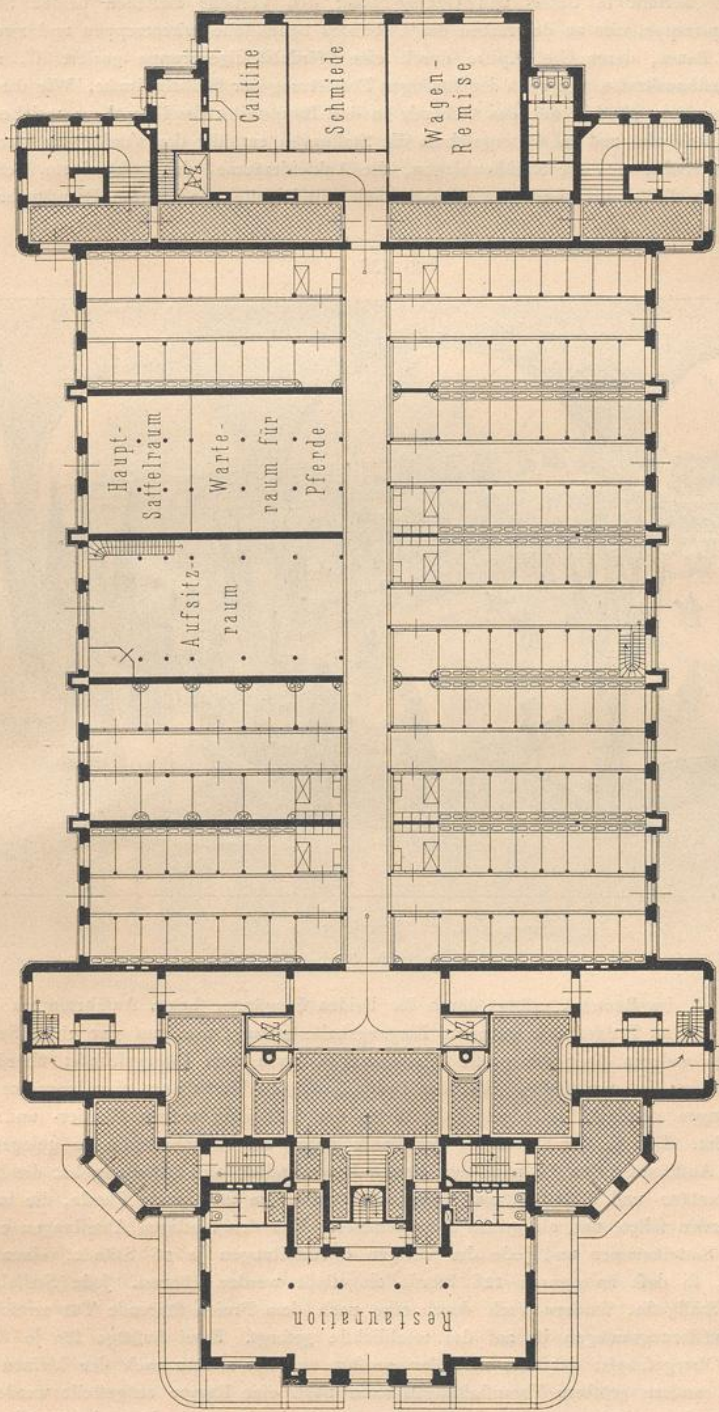 Cantine
Schmiede
Wagen-
Remise
AZ
Haupt-
Sattelraum
Warte-
raum für
Pferde
Aufsitz-
raum
AZ
AZ
Restauration